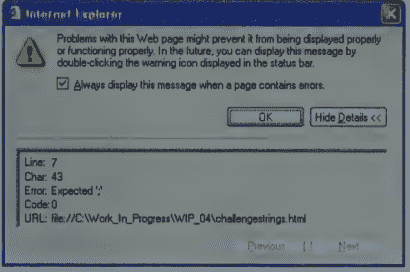 Internet Explorer
Problems with this Web page might prevent it from being displayed properly
or functioning properly. In the future, you can display this message by
double-clicking the warning icon displayed in the status bar.
Always display this message when a page contains errors.
OK
Hide Details <<
Line: 7
Char: 43
Error: Expected ';'
Code: 0
URL: file://C:\Work_In_Progress\WIP_04\challengestrings.html
Previous
Next